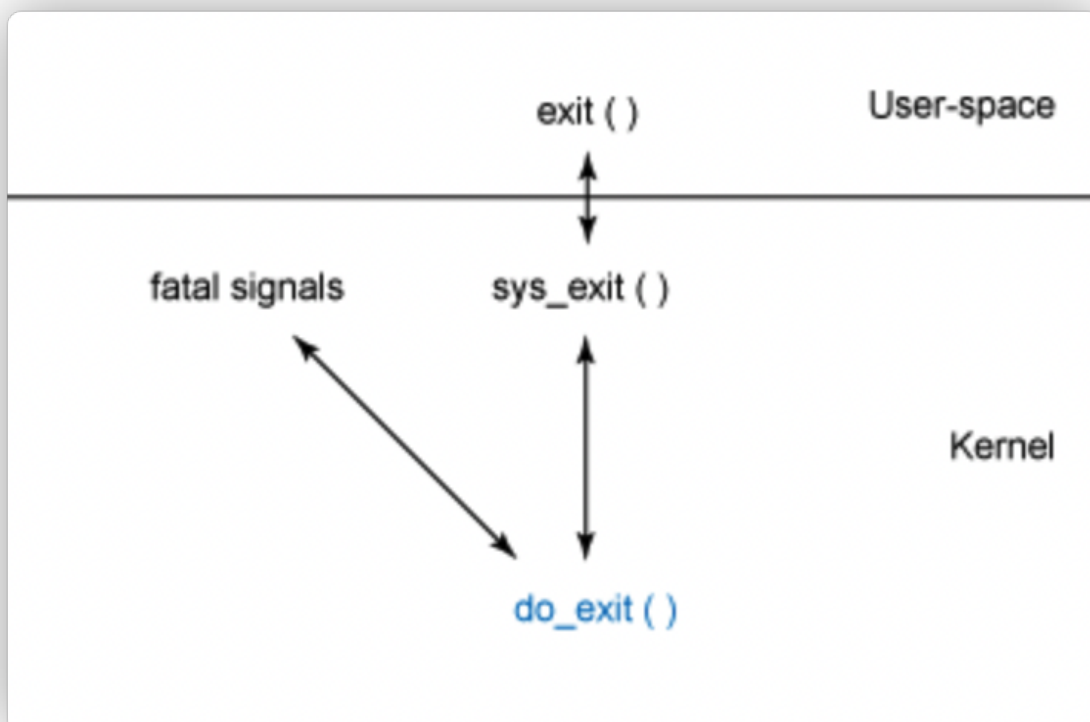 exit ( )
User-space
fatal signals
sys_exit ( )
Kernel
do_exit ( )